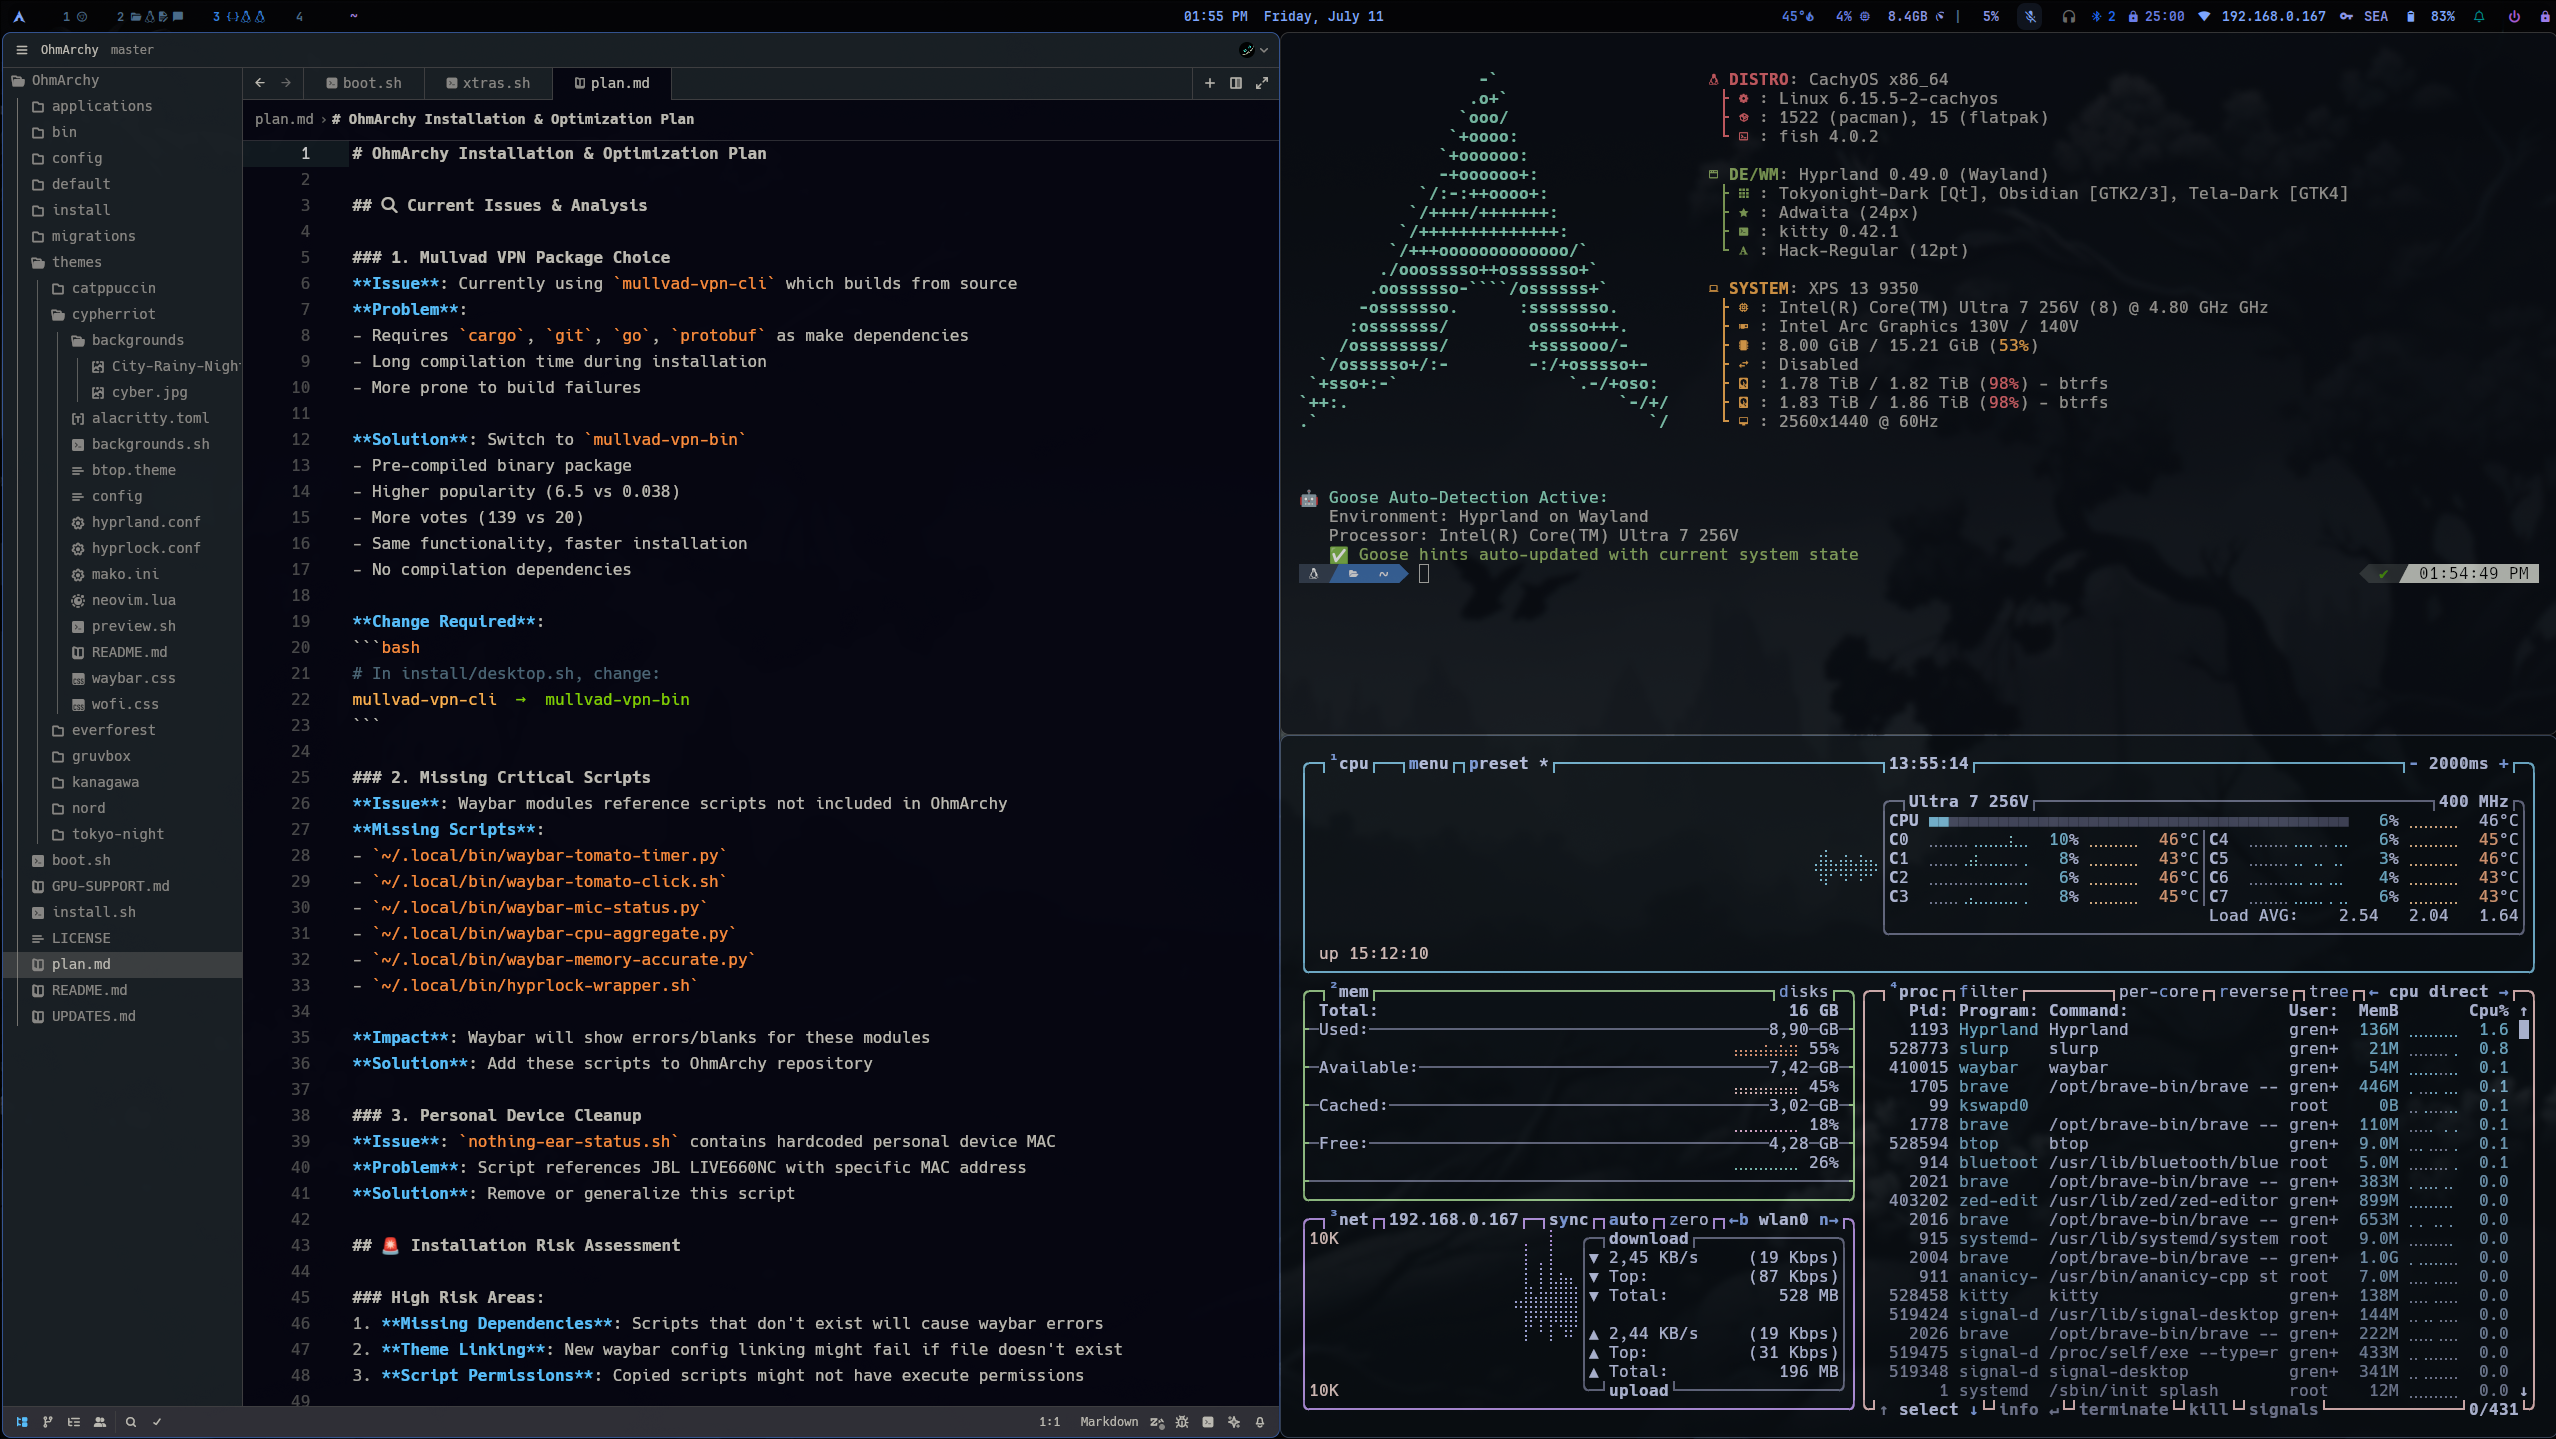 1 2 3 4 ~
01:55 PM Friday, July 11
45° 4% 8.4GB | 5% 2 25:00 192.168.0.167 SEA 83%
OhmArchy master
OhmArchy
applications
bin
config
default
install
migrations
themes
catppuccin
cypherriot
backgrounds
City-Rainy-Nigh
cyber.jpg
alacritty.toml
backgrounds.sh
btop.theme
config
hyprland.conf
hyprlock.conf
mako.ini
neovim.lua
preview.sh
README.md
waybar.css
wofi.css
everforest
gruvbox
kanagawa
nord
tokyo-night
boot.sh
GPU-SUPPORT.md
install.sh
LICENSE
plan.md
README.md
UPDATES.md
boot.sh xtras.sh plan.md
plan.md › # OhmArchy Installation & Optimization Plan
1 # OhmArchy Installation & Optimization Plan
2
3 ## 🔍 Current Issues & Analysis
4
5 ### 1. Mullvad VPN Package Choice
6 **Issue**: Currently using `mullvad-vpn-cli` which builds from source
7 **Problem**:
8 - Requires `cargo`, `git`, `go`, `protobuf` as make dependencies
9 - Long compilation time during installation
10 - More prone to build failures
11
12 **Solution**: Switch to `mullvad-vpn-bin`
13 - Pre-compiled binary package
14 - Higher popularity (6.5 vs 0.038)
15 - More votes (139 vs 20)
16 - Same functionality, faster installation
17 - No compilation dependencies
18
19 **Change Required**:
20 ```bash
21 # In install/desktop.sh, change:
22 mullvad-vpn-cli → mullvad-vpn-bin
23 ```
24
25 ### 2. Missing Critical Scripts
26 **Issue**: Waybar modules reference scripts not included in OhmArchy
27 **Missing Scripts**:
28 - `~/.local/bin/waybar-tomato-timer.py`
29 - `~/.local/bin/waybar-tomato-click.sh`
30 - `~/.local/bin/waybar-mic-status.py`
31 - `~/.local/bin/waybar-cpu-aggregate.py`
32 - `~/.local/bin/waybar-memory-accurate.py`
33 - `~/.local/bin/hyprlock-wrapper.sh`
34
35 **Impact**: Waybar will show errors/blanks for these modules
36 **Solution**: Add these scripts to OhmArchy repository
37
38 ### 3. Personal Device Cleanup
39 **Issue**: `nothing-ear-status.sh` contains hardcoded personal device MAC
40 **Problem**: Script references JBL LIVE660NC with specific MAC address
41 **Solution**: Remove or generalize this script
42
43 ## 🚨 Installation Risk Assessment
44
45 ### High Risk Areas:
46 1. **Missing Dependencies**: Scripts that don't exist will cause waybar errors
47 2. **Theme Linking**: New waybar config linking might fail if file doesn't exist
48 3. **Script Permissions**: Copied scripts might not have execute permissions
49
1:1 Markdown
-`
.o+`
`ooo/
`+oooo:
`+oooooo:
-+oooooo+:
`/:-:++oooo+:
`/++++/+++++++:
`/++++++++++++++:
`/+++ooooooooooooo/`
./ooosssso++osssssso+`
.oossssso-````/ossssss+`
-osssssso. :ssssssso.
:osssssss/ osssso+++.
/ossssssss/ +ssssooo/-
`/ossssso+/:- -:/+osssso+-
`+sso+:-` `.-/+oso:
`++:. `-/+/
.` `/
DISTRO: CachyOS x86_64
: Linux 6.15.5-2-cachyos
: 1522 (pacman), 15 (flatpak)
: fish 4.0.2
DE/WM: Hyprland 0.49.0 (Wayland)
: Tokyonight-Dark [Qt], Obsidian [GTK2/3], Tela-Dark [GTK4]
: Adwaita (24px)
: kitty 0.42.1
: Hack-Regular (12pt)
SYSTEM: XPS 13 9350
: Intel(R) Core(TM) Ultra 7 256V (8) @ 4.80 GHz GHz
: Intel Arc Graphics 130V / 140V
: 8.00 GiB / 15.21 GiB (53%)
: Disabled
: 1.78 TiB / 1.82 TiB (98%) - btrfs
: 1.83 TiB / 1.86 TiB (98%) - btrfs
: 2560x1440 @ 60Hz
🤖 Goose Auto-Detection Active:
Environment: Hyprland on Wayland
Processor: Intel(R) Core(TM) Ultra 7 256V
✅ Goose hints auto-updated with current system state
~ ✔ 01:54:49 PM
¹cpu menu preset * 13:55:14 - 2000ms +
Ultra 7 256V 400 MHz
CPU 6% 46°C
C0 10% 46°C C4 6% 45°C
C1 8% 43°C C5 3% 46°C
C2 6% 46°C C6 4% 43°C
C3 8% 45°C C7 6% 43°C
Load AVG: 2.54 2.04 1.64
up 15:12:10
²mem disks
Total: 16 GB
Used: 8,90 GB
55%
Available: 7,42 GB
45%
Cached: 3,02 GB
18%
Free: 4,28 GB
26%
³net 192.168.0.167 sync auto zero ←b wlan0 n→
10K
download
▼ 2,45 KB/s (19 Kbps)
▼ Top: (87 Kbps)
▼ Total: 528 MB
▲ 2,44 KB/s (19 Kbps)
▲ Top: (31 Kbps)
▲ Total: 196 MB
10K upload
⁴proc filter per-core reverse tree ← cpu direct →
Pid: Program: Command: User: MemB Cpu% ↑
1193 Hyprland Hyprland gren+ 136M 1.6
528773 slurp slurp gren+ 21M 0.8
410015 waybar waybar gren+ 54M 0.1
1705 brave /opt/brave-bin/brave -- gren+ 446M 0.1
99 kswapd0 root 0B 0.1
1778 brave /opt/brave-bin/brave -- gren+ 110M 0.1
528594 btop btop gren+ 9.0M 0.1
914 bluetoot /usr/lib/bluetooth/blue root 5.0M 0.1
2021 brave /opt/brave-bin/brave -- gren+ 383M 0.0
403202 zed-edit /usr/lib/zed/zed-editor gren+ 899M 0.0
2016 brave /opt/brave-bin/brave -- gren+ 653M 0.0
915 systemd- /usr/lib/systemd/system root 9.0M 0.0
2004 brave /opt/brave-bin/brave -- gren+ 1.0G 0.0
911 ananicy- /usr/bin/ananicy-cpp st root 7.0M 0.0
528458 kitty kitty gren+ 138M 0.0
519424 signal-d /usr/lib/signal-desktop gren+ 144M 0.0
2026 brave /opt/brave-bin/brave -- gren+ 222M 0.0
519475 signal-d /proc/self/exe --type=r gren+ 433M 0.0
519348 signal-d signal-desktop gren+ 341M 0.0
1 systemd /sbin/init splash root 12M 0.0 ↓
↑ select ↓ info ↵ terminate kill signals 0/431